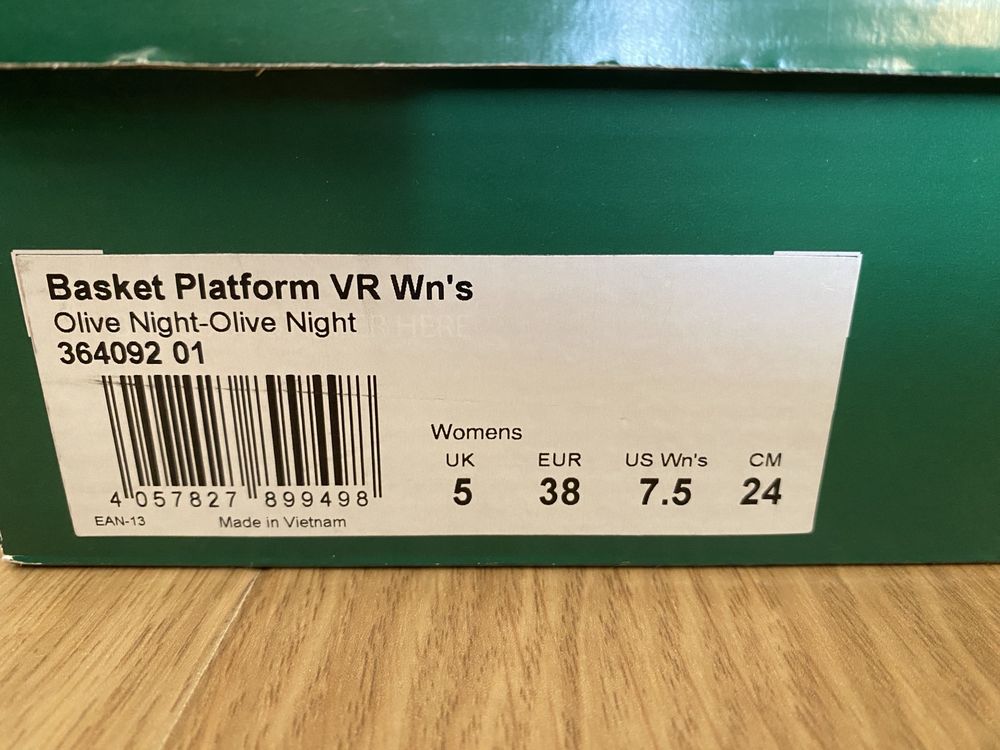 Basket Platform VR Wn's
Olive Night-Olive Night
HERE
364092 01
Womens
UK EUR US Wn's CM
5 38 7.5 24
4 057827 899498
EAN-13 Made in Vietnam